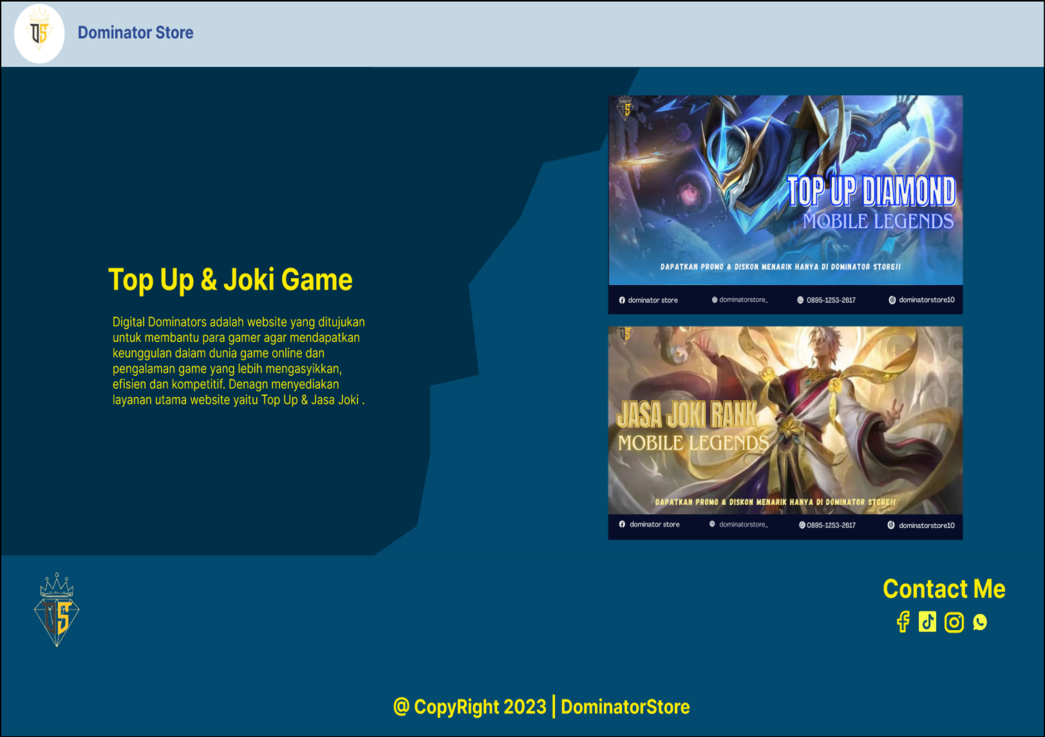 DS
Dominator Store
Top Up & Joki Game
Digital Dominators adalah website yang ditujukan
untuk membantu para gamer agar mendapatkan
keunggulan dalam dunia game online dan
pengalaman game yang lebih mengasyikkan,
efisien dan kompetitif. Denagn menyediakan
layanan utama website yaitu Top Up & Jasa Joki .
TOP UP DIAMOND
MOBILE LEGENDS
DAPATKAN PROMO & DISKON MENARIK HANYA DI DOMINATOR STORE!!
dominator store dominatorstore_ 0895-1253-2617 dominatorstore10
JASA JOKI RANK
MOBILE LEGENDS
DAPATKAN PROMO & DISKON MENARIK HANYA DI DOMINATOR STORE!!
dominator store dominatorstore_ 0895-1253-2617 dominatorstore10
DS
Contact Me
@ CopyRight 2023 | DominatorStore